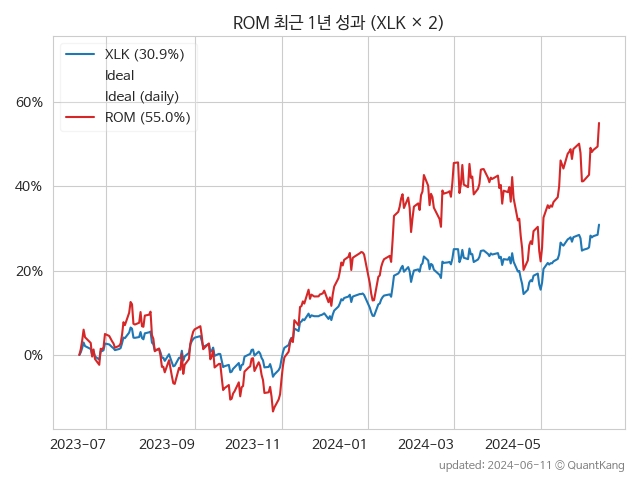 ROM 최근 1년 성과 (XLK × 2)
XLK (30.9%)
Ideal
Ideal (daily)
ROM (55.0%)
60%
40%
20%
0%
2023-07
2023-09
2023-11
2024-01
2024-03
2024-05
updated: 2024-06-11 © QuantKang